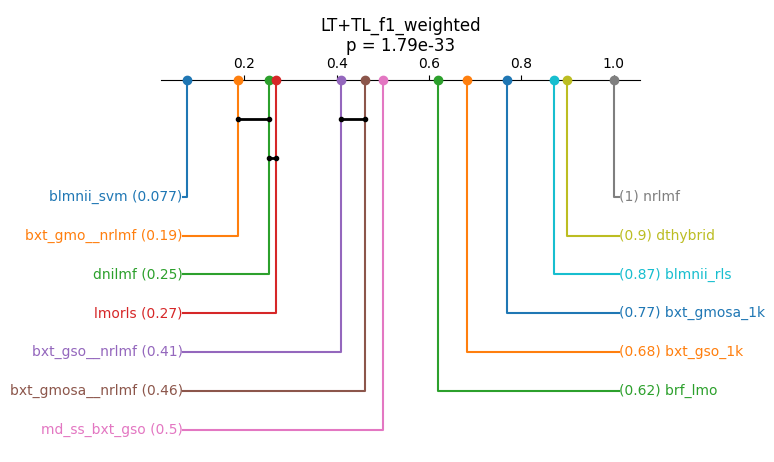 LT+TL_f1_weighted
p = 1.79e-33
0.2 0.4 0.6 0.8 1.0
blmnii_svm (0.077)
(1) nrlmf
bxt_gmo__nrlmf (0.19)
(0.9) dthybrid
dnilmf (0.25)
(0.87) blmnii_rls
lmorls (0.27)
(0.77) bxt_gmosa_1k
bxt_gso__nrlmf (0.41)
(0.68) bxt_gso_1k
bxt_gmosa__nrlmf (0.46)
(0.62) brf_lmo
md_ss_bxt_gso (0.5)